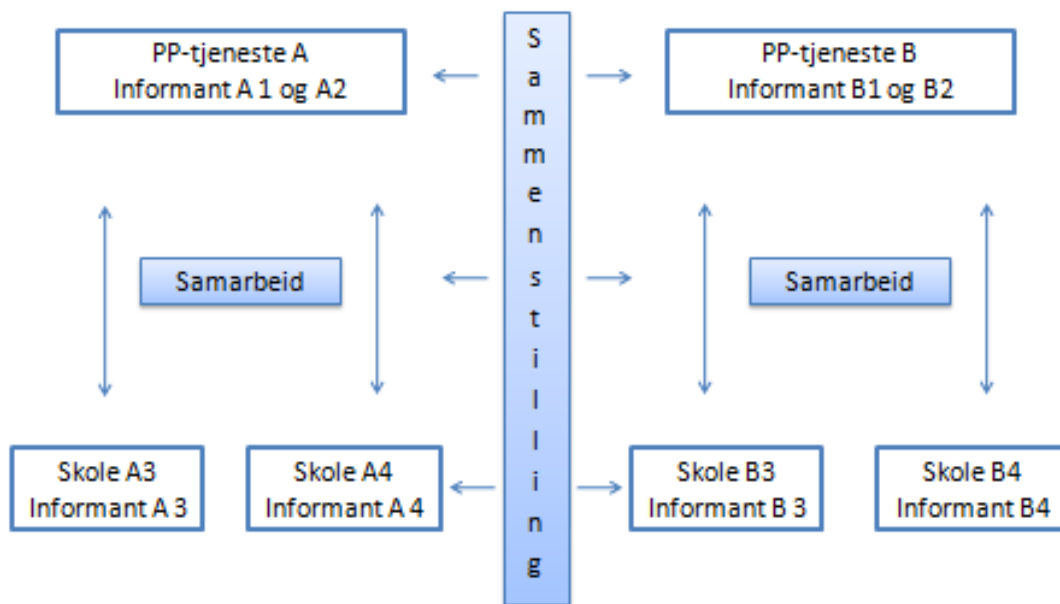 PP-tjeneste A
Informant A 1 og A2
Sammenstilling
PP-tjeneste B
Informant B1 og B2
Samarbeid
Samarbeid
Skole A3
Informant A 3
Skole A4
Informant A 4
Skole B3
Informant B 3
Skole B4
Informant B4